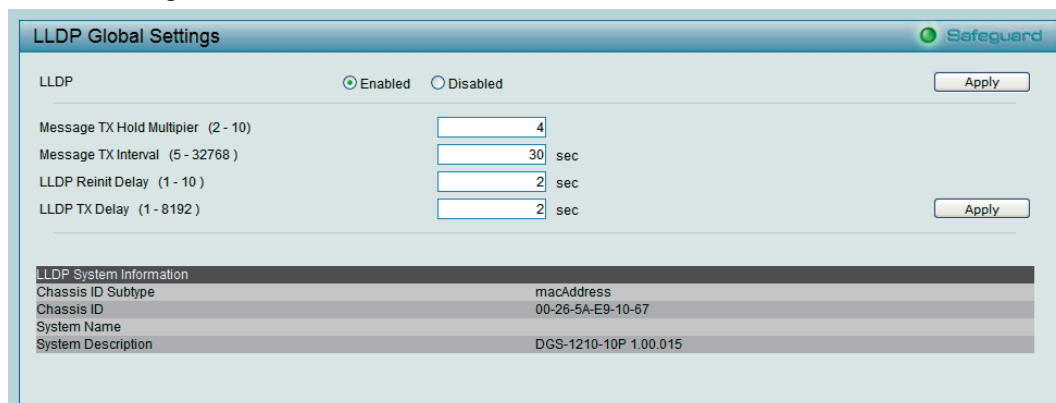 LLDP Global Settings Safeguard
LLDP Enabled Disabled Apply
Message TX Hold Multipier (2 - 10) 4
Message TX Interval (5 - 32768 ) 30 sec
LLDP Reinit Delay (1 - 10 ) 2 sec
LLDP TX Delay (1 - 8192 ) 2 sec Apply
LLDP System Information
Chassis ID Subtype macAddress
Chassis ID 00-26-5A-E9-10-67
System Name
System Description DGS-1210-10P 1.00.015